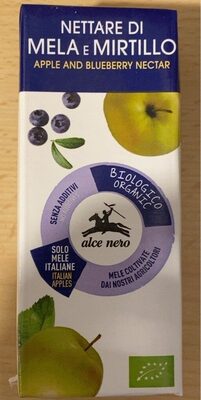 NETTARE DI
MELA E MIRTILLO
APPLE AND BLUEBERRY NECTAR
SENZA ADDITIVI
BIOLOGICO
ORGANIC
alce nero
SOLO
MELE
ITALIANE
ITALIAN
APPLES
MELE COLTIVATE
DAI NOSTRI AGRICOLTORI